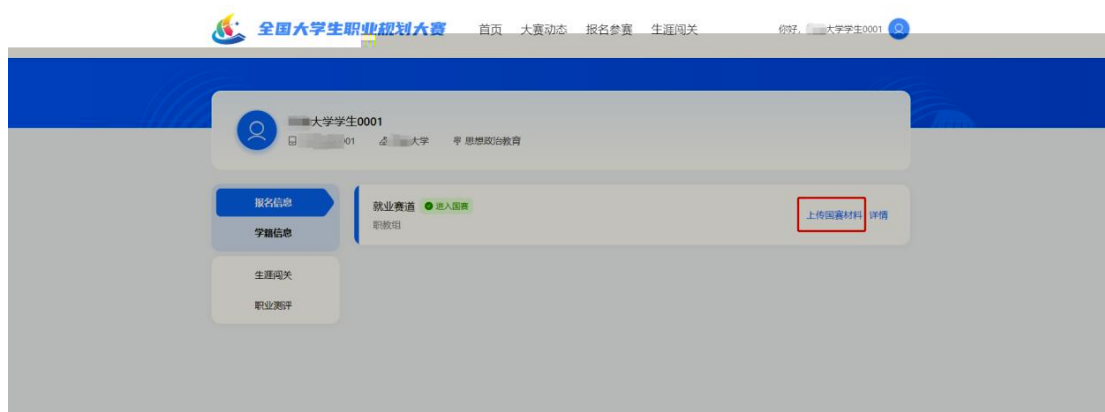 全国大学生职业规划大赛 首页 大赛动态 报名参赛 生涯闯关 你好, 大学学生0001
大学学生0001
01 大学 思想政治教育
报名信息
学籍信息
生涯闯关
职业测评
就业赛道 进入国赛
职教组
上传国赛材料 详情